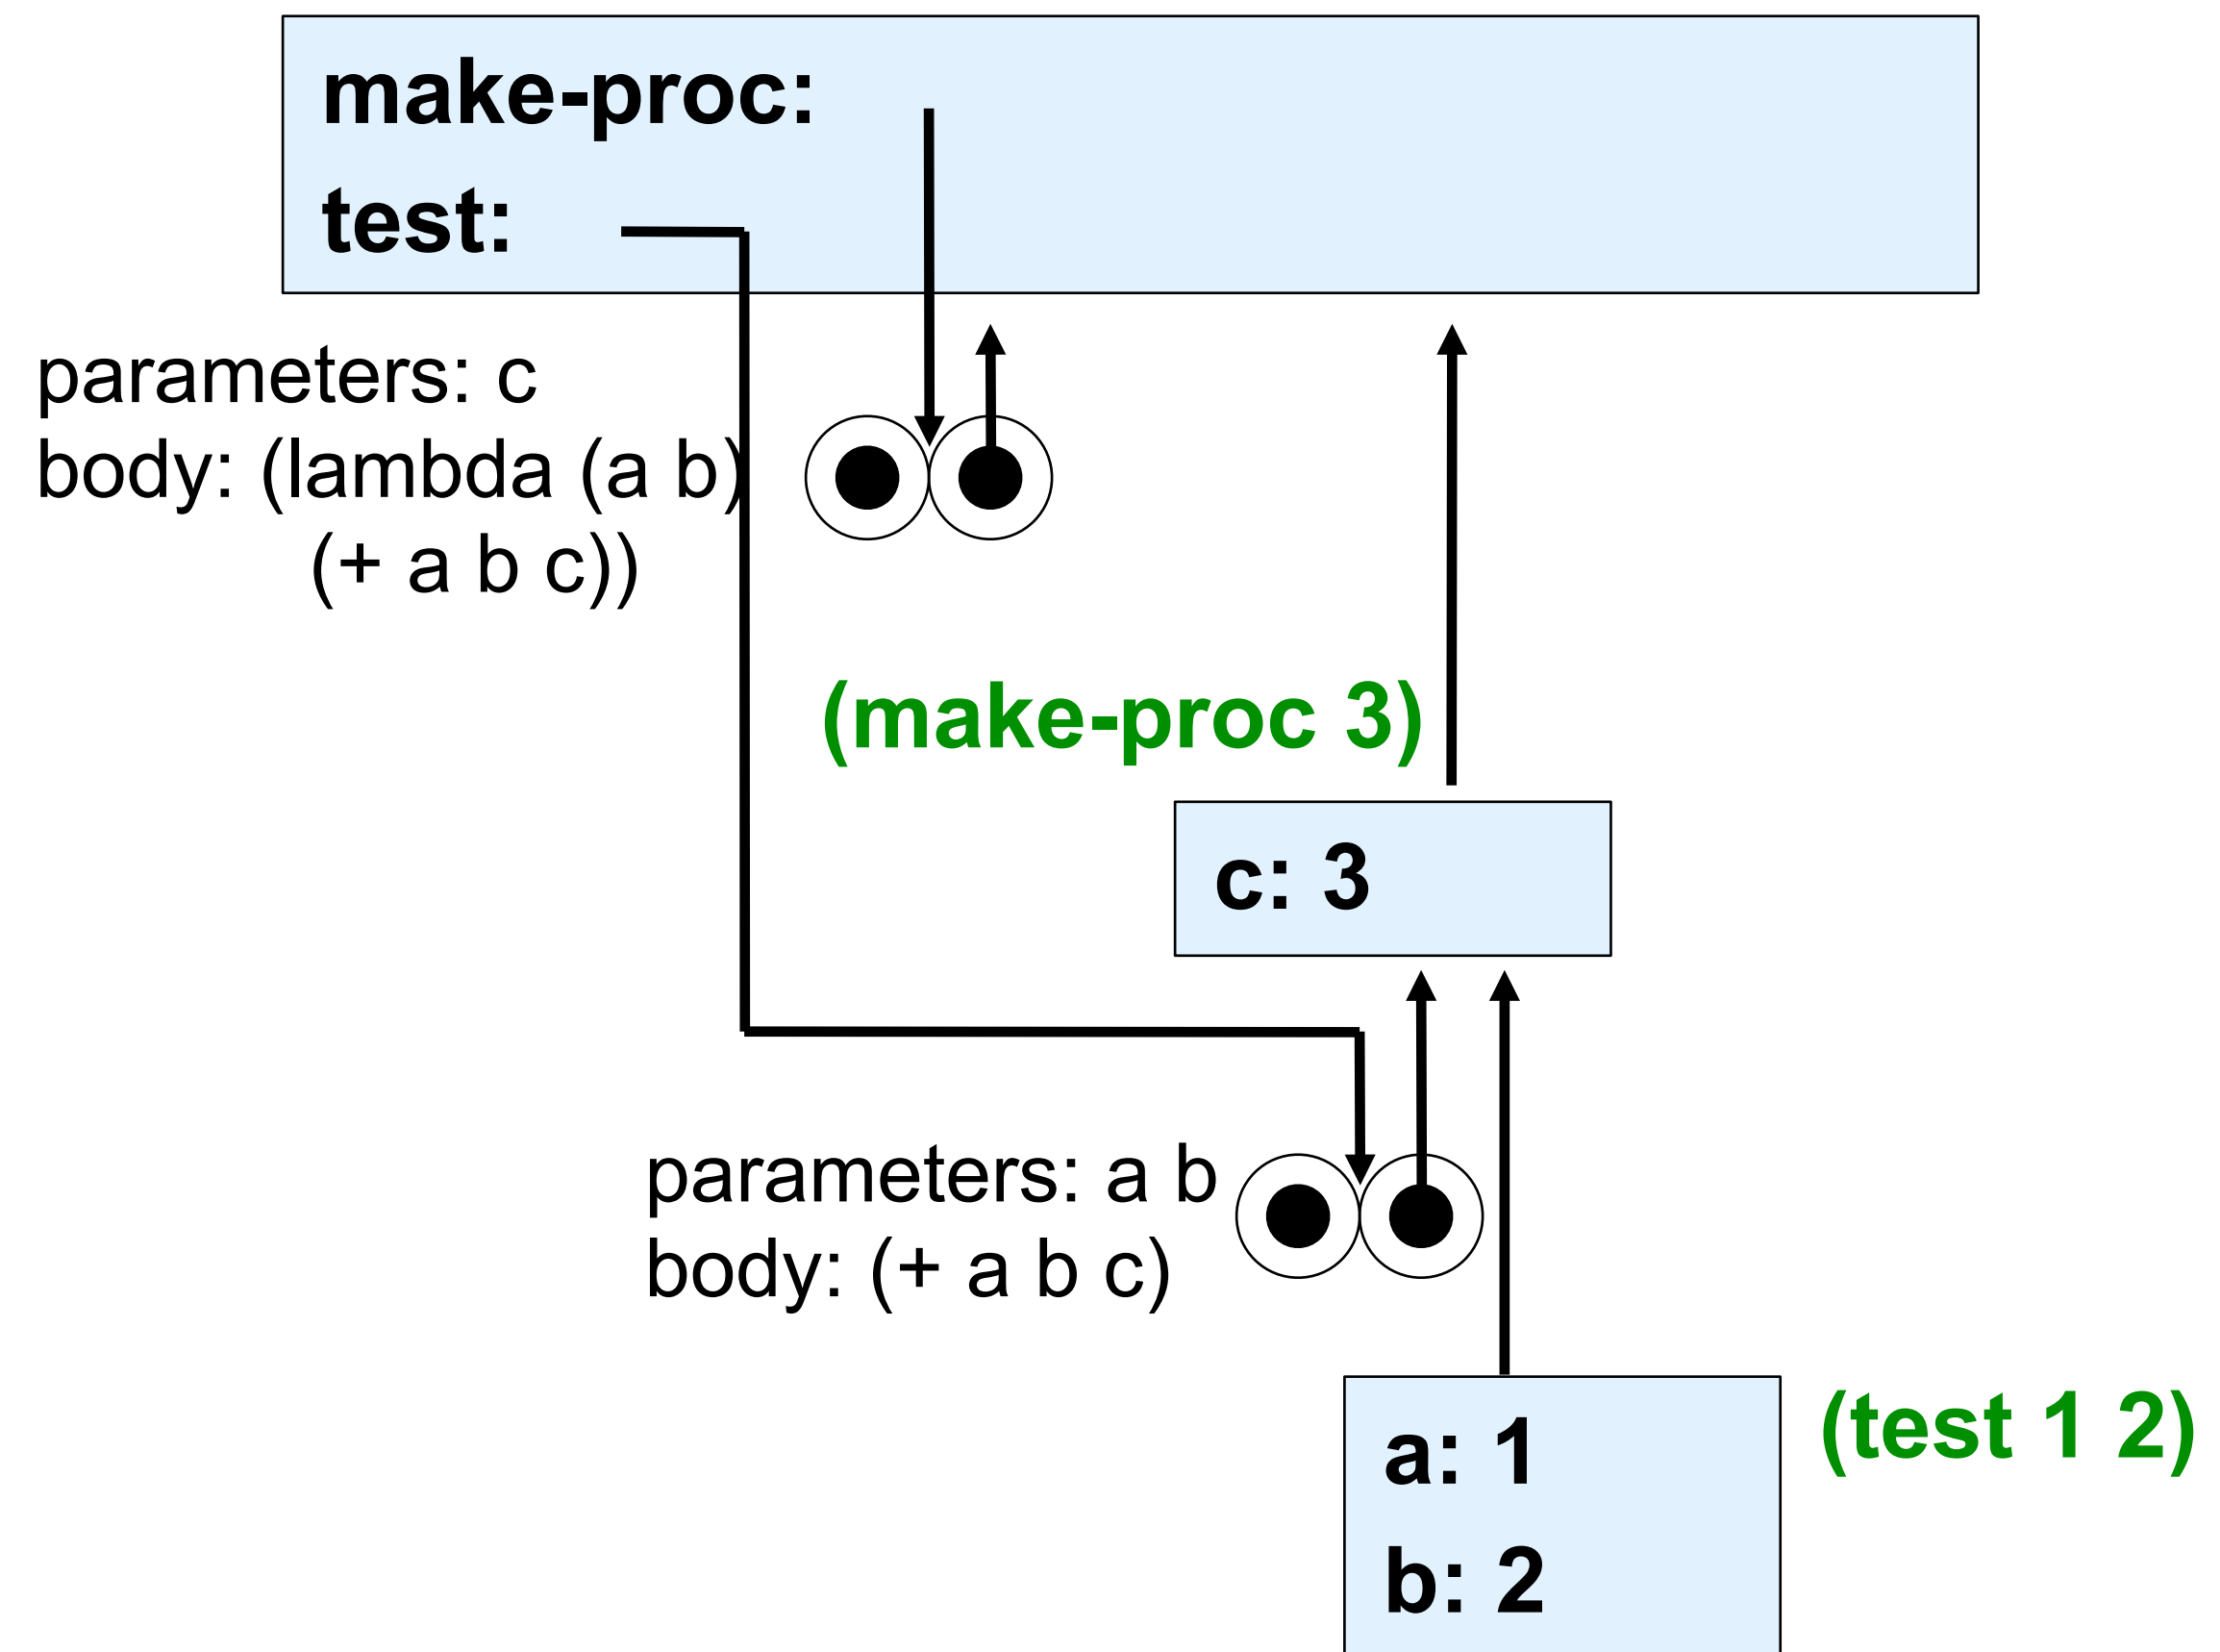 make-proc:
test:
parameters: c
body: (lambda (a b)
(+ a b c))
(make-proc 3)
c: 3
parameters: a b
body: (+ a b c)
a: 1
b: 2
(test 1 2)